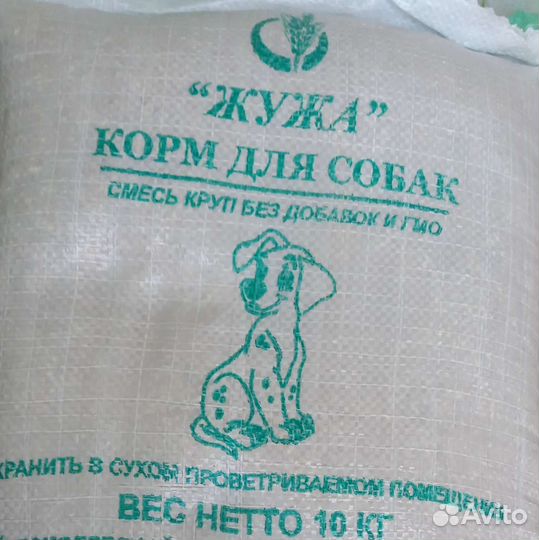 “ЖУЖА”
КОРМ ДЛЯ СОБАК
СМЕСЬ КРУП БЕЗ ДОБАВОК И ГМО
ХРАНИТЬ В СУХОМ ПРОВЕТРИВАЕМОМ ПОМЕЩЕНИИ
ВЕС НЕТТО 10 КГ
Avito